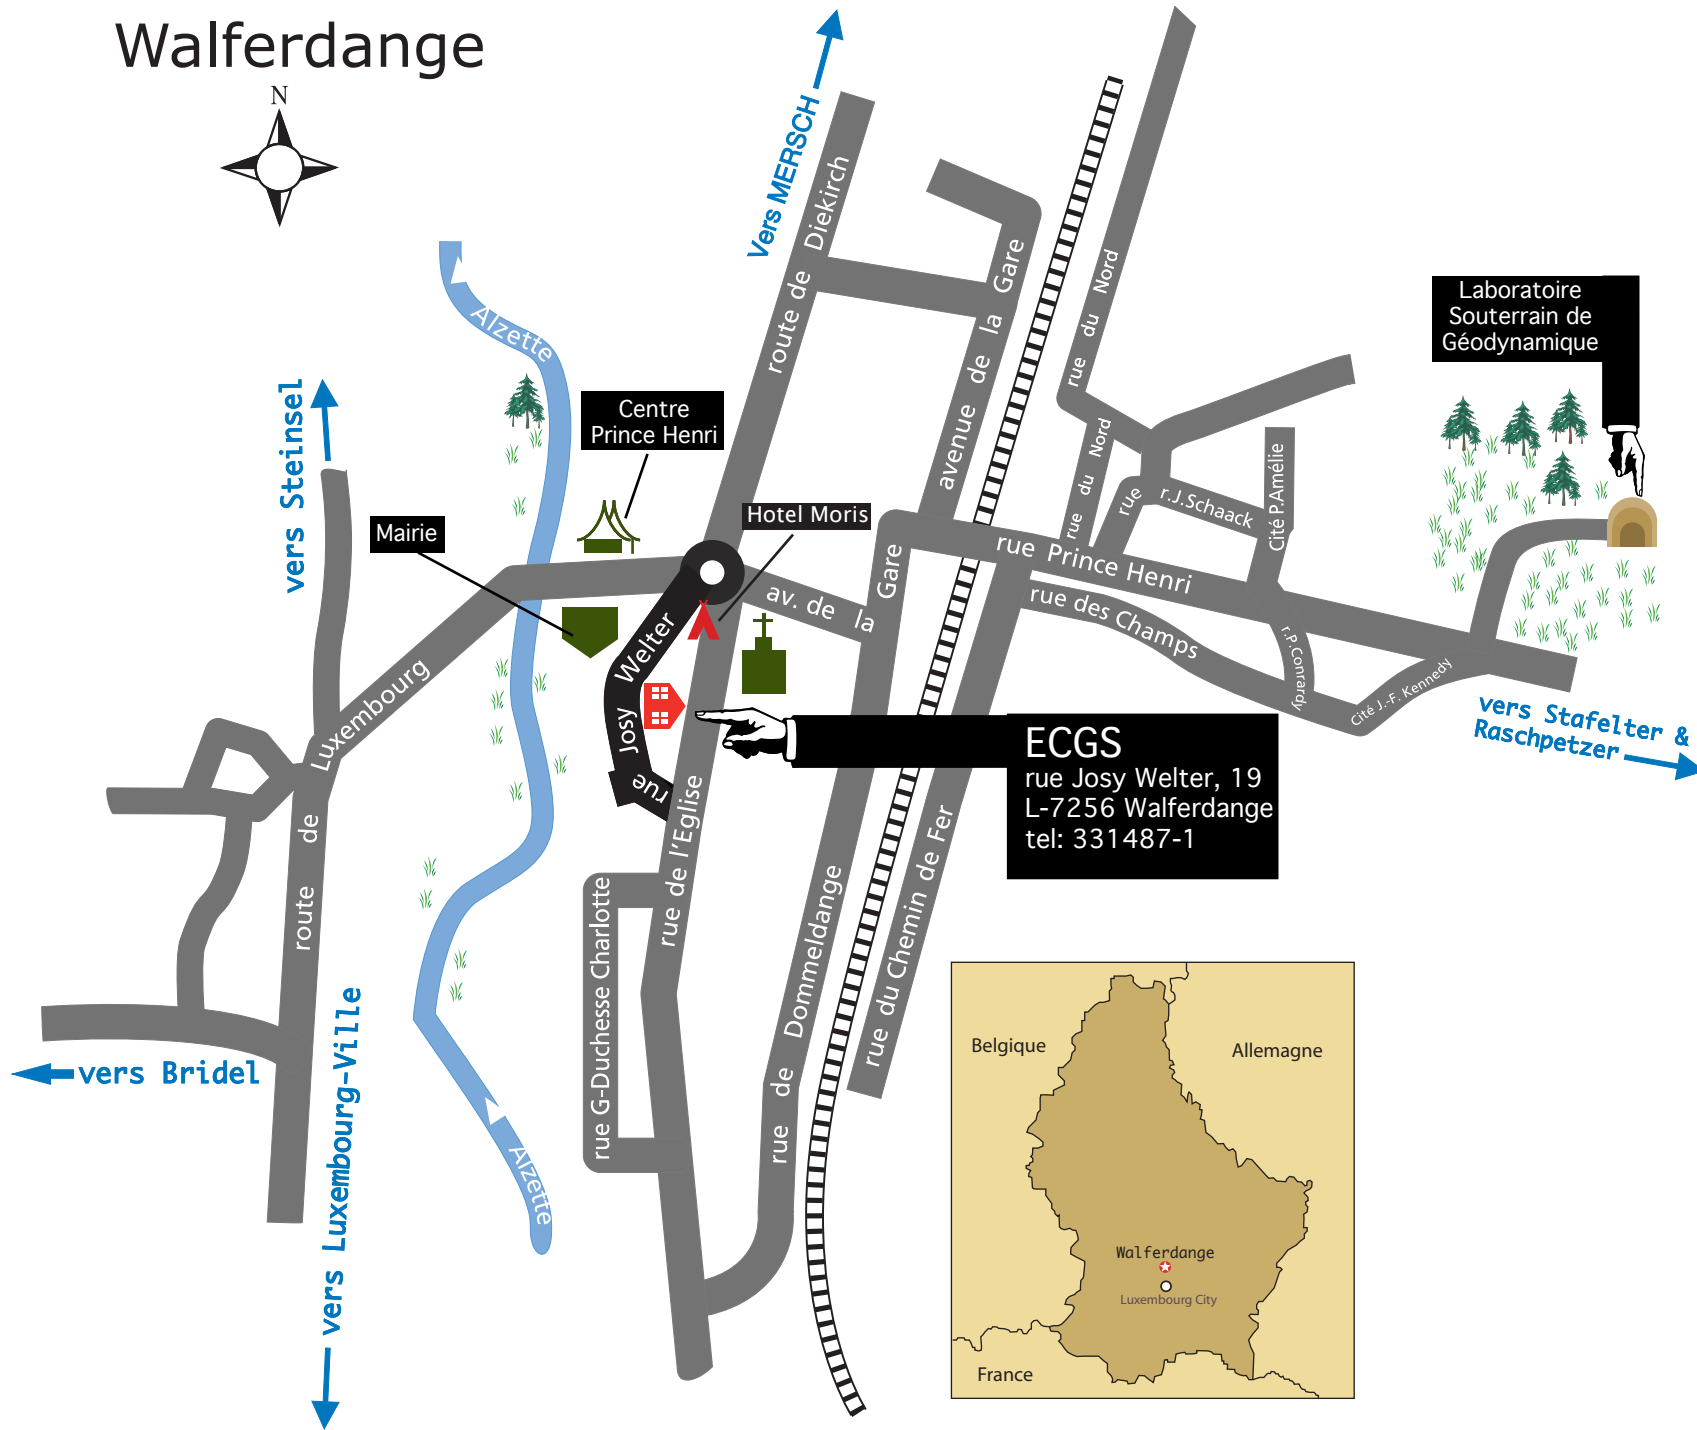 Walferdange
N
Vers MERSCH
route de Diekirch
avenue de la Gare
rue du Nord
rue du Nord
rue du Nord
Laboratoire
Souterrain de
Géodynamique
Alzette
vers Steinsel
Centre
Prince Henri
Mairie
Hotel Moris
rue
r.J.Schaack
Cité P.Amélie
rue Prince Henri
av. de la Gare
rue des Champs
r.P.Conrardy
Cité J.-F. Kennedy
vers Stafelter &
Raschpetzer
rue Josy Welter
route de Luxembourg
ECGS
rue Josy Welter, 19
L-7256 Walferdange
tel: 331487-1
rue de l'Eglise
rue G-Duchesse Charlotte
rue de Dommeldange
rue du Chemin de Fer
vers Bridel
vers Luxembourg-Ville
Alzette
Belgique
Allemagne
Walferdange
Luxembourg City
France